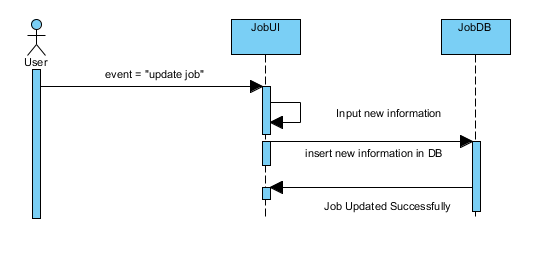 JobUI
JobDB
User
event = "update job"
Input new information
insert new information in DB
Job Updated Successfully